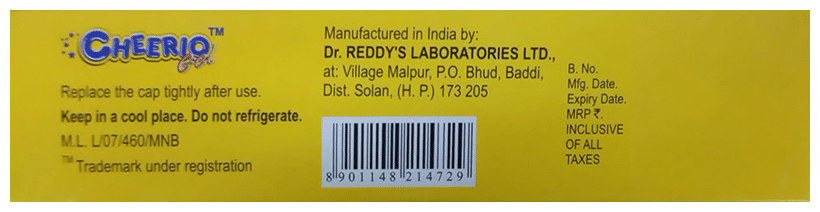 CHEERIO™
Gel
Replace the cap tightly after use.
Keep in a cool place. Do not refrigerate.
M.L. L/07/460/MNB
™ Trademark under registration
Manufactured in India by:
Dr. REDDY'S LABORATORIES LTD.,
at: Village Malpur, P.O. Bhud, Baddi,
Dist. Solan, (H. P.) 173 205
8 901148 214729
B. No.
Mfg. Date.
Expiry Date.
MRP ₹.
INCLUSIVE
OF ALL
TAXES